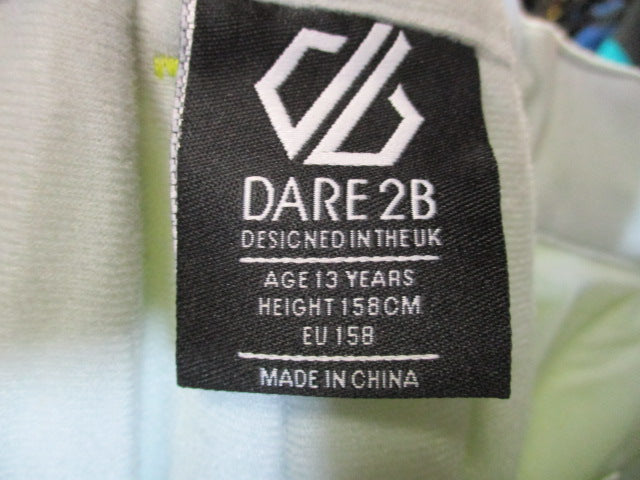 DARE 2B
DESIGNED IN THE UK
AGE 13 YEARS
HEIGHT 158CM
EU 158
MADE IN CHINA